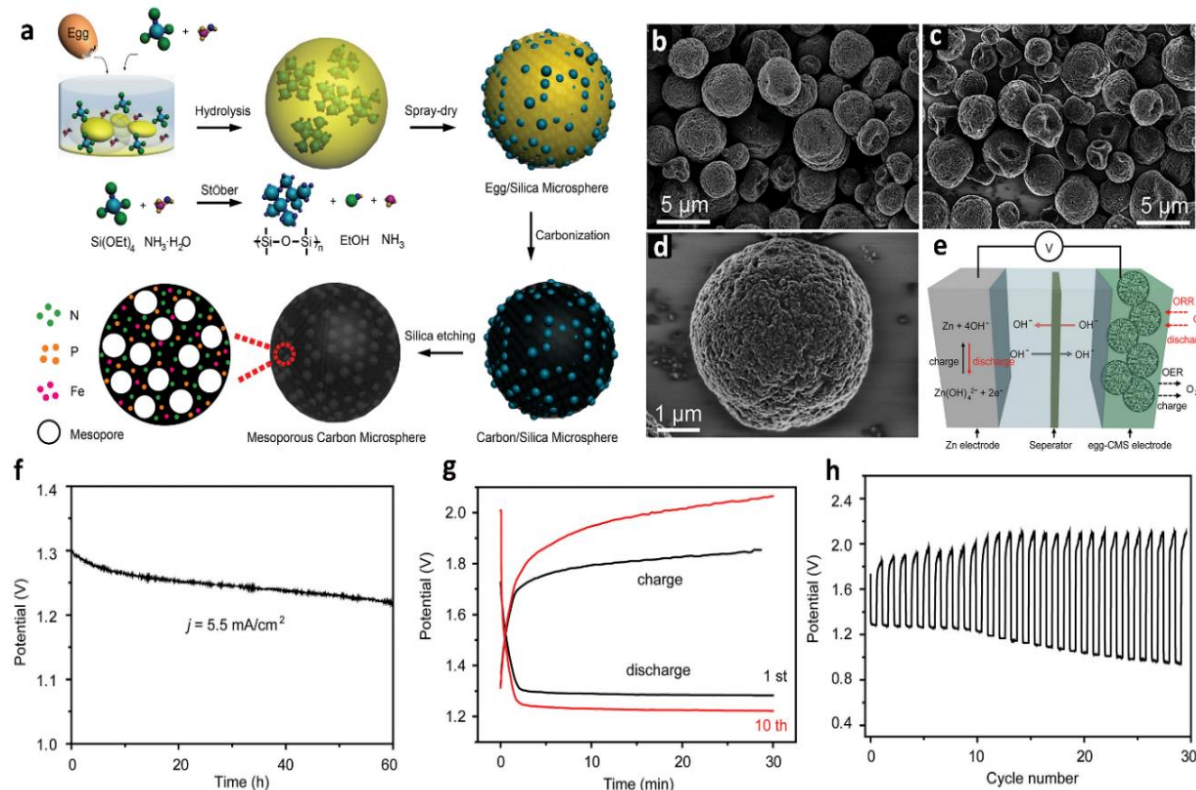 a
Egg
+
Hydrolysis
Spray-dry
Egg/Silica Microsphere
+
Stöber
+
+
Si(OEt)4 NH3·H2O
(Si-O-Si)n EtOH NH3
Carbonization
N
P
Fe
Mesopore
Silica etching
Mesoporous Carbon Microsphere
Carbon/Silica Microsphere
b
5 μm
c
5 μm
d
1 μm
e
V
Zn + 4OH⁻
charge
discharge
Zn(OH)4²⁺ + 2e⁻
OH⁻ OH⁻
OH⁻ OH⁻
ORR
discharg
OER
O2
charge
Zn electrode
Seperator
egg-CMS electrode
f
Potential (V)
1.4
1.3
1.2
1.1
1.0
j = 5.5 mA/cm²
0 20 40 60
Time (h)
g
Potential (V)
2.0
1.8
1.6
1.4
1.2
charge
discharge
1 st
10 th
0 10 20 30
Time (min)
h
Potential (V)
2.4
2.0
1.6
1.2
0.8
0.4
0 10 20 30
Cycle number